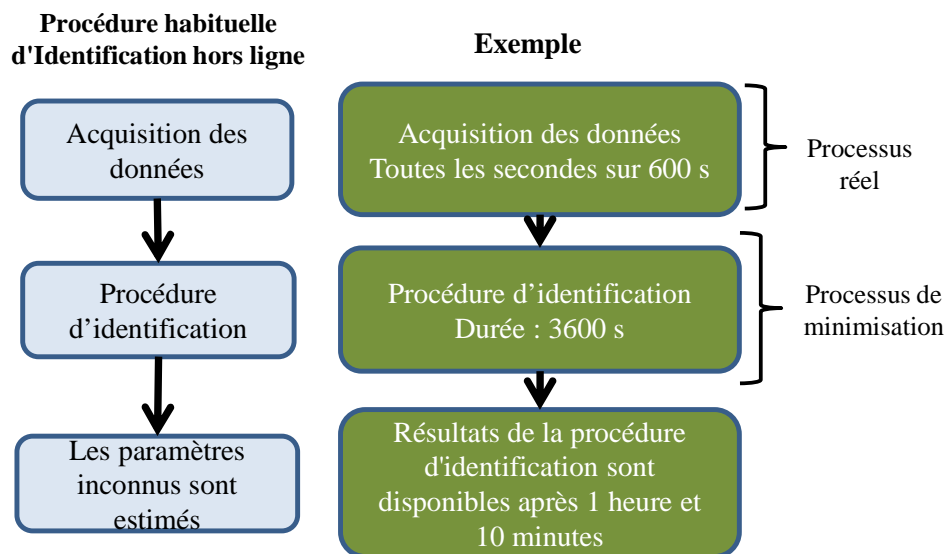 Procédure habituelle
d'Identification hors ligne
Acquisition des
données
Procédure
d’identification
Les paramètres
inconnus sont
estimés
Exemple
Acquisition des données
Toutes les secondes sur 600 s
Processus
réel
Procédure d’identification
Durée : 3600 s
Processus de
minimisation
Résultats de la procédure
d'identification sont
disponibles après 1 heure et
10 minutes